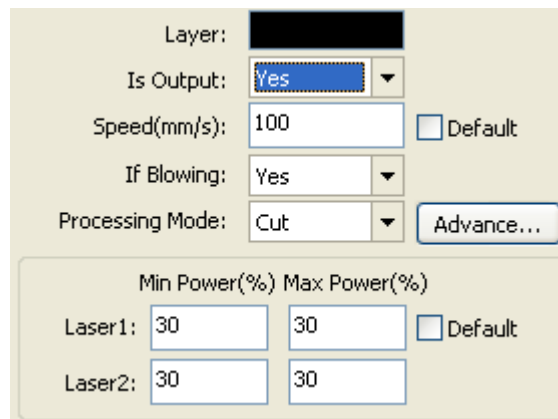 Layer:
Is Output: Yes
Speed(mm/s): 100 Default
If Blowing: Yes
Processing Mode: Cut Advance...
Min Power(%) Max Power(%)
Laser1: 30 30 Default
Laser2: 30 30